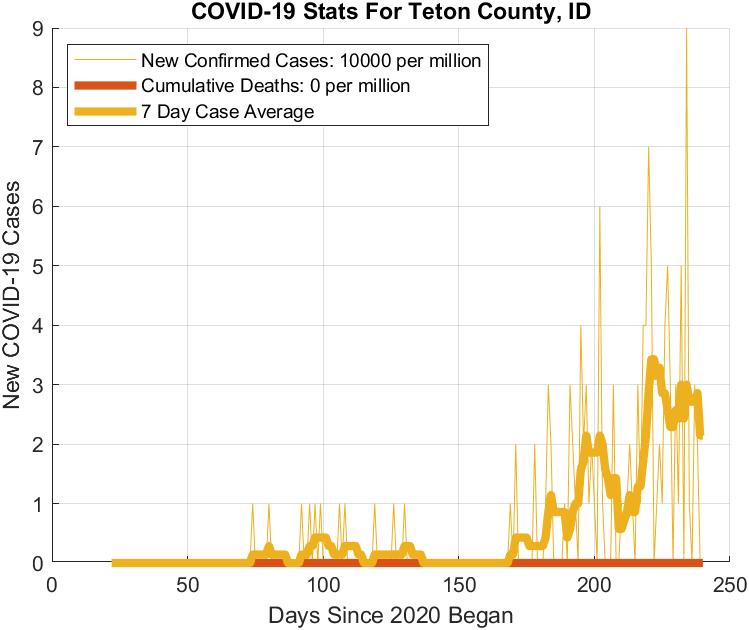 COVID-19 Stats For Teton County, ID
New Confirmed Cases: 10000 per million
Cumulative Deaths: 0 per million
7 Day Case Average
New COVID-19 Cases
9
8
7
6
5
4
3
2
1
0
0 50 100 150 200 250
Days Since 2020 Began